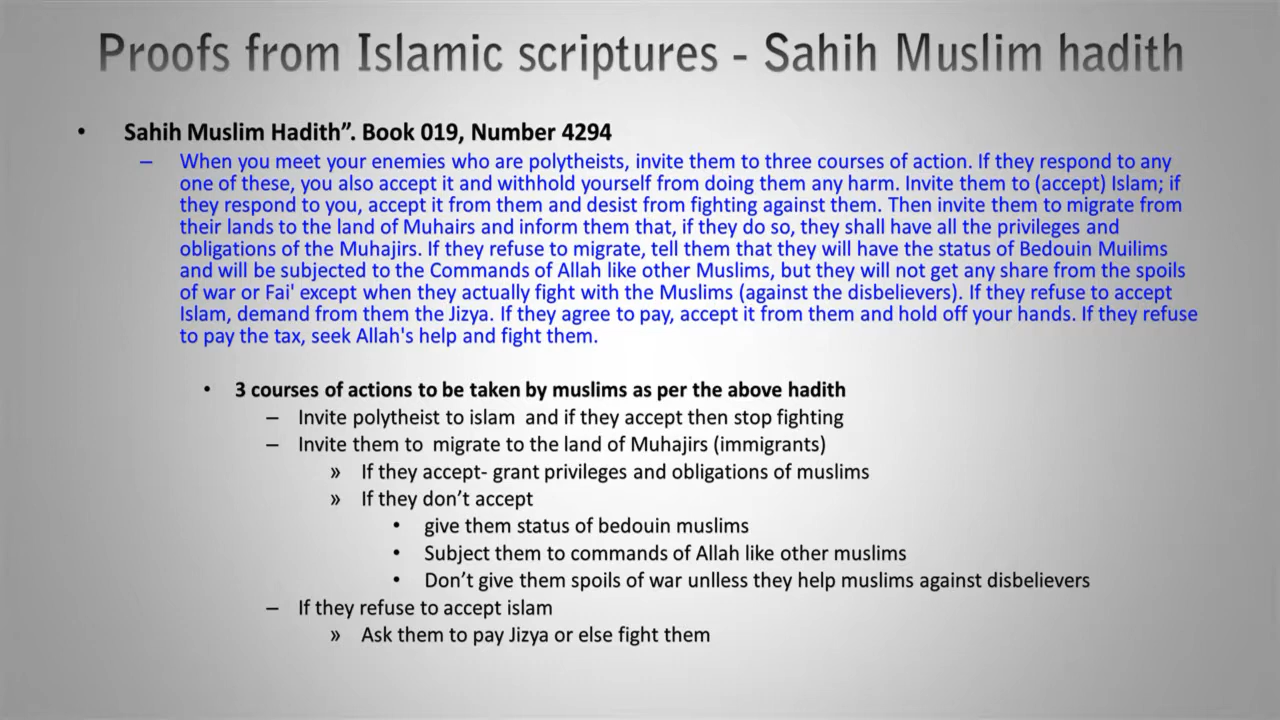 Proofs from Islamic scriptures - Sahih Muslim hadith
• Sahih Muslim Hadith”. Book 019, Number 4294
– When you meet your enemies who are polytheists, invite them to three courses of action. If they respond to any
one of these, you also accept it and withhold yourself from doing them any harm. Invite them to (accept) Islam; if
they respond to you, accept it from them and desist from fighting against them. Then invite them to migrate from
their lands to the land of Muhairs and inform them that, if they do so, they shall have all the privileges and
obligations of the Muhajirs. If they refuse to migrate, tell them that they will have the status of Bedouin Muilims
and will be subjected to the Commands of Allah like other Muslims, but they will not get any share from the spoils
of war or Fai' except when they actually fight with the Muslims (against the disbelievers). If they refuse to accept
Islam, demand from them the Jizya. If they agree to pay, accept it from them and hold off your hands. If they refuse
to pay the tax, seek Allah's help and fight them.
• 3 courses of actions to be taken by muslims as per the above hadith
– Invite polytheist to islam and if they accept then stop fighting
– Invite them to migrate to the land of Muhajirs (immigrants)
» If they accept- grant privileges and obligations of muslims
» If they don’t accept
• give them status of bedouin muslims
• Subject them to commands of Allah like other muslims
• Don’t give them spoils of war unlless they help muslims against disbelievers
– If they refuse to accept islam
» Ask them to pay Jizya or else fight them